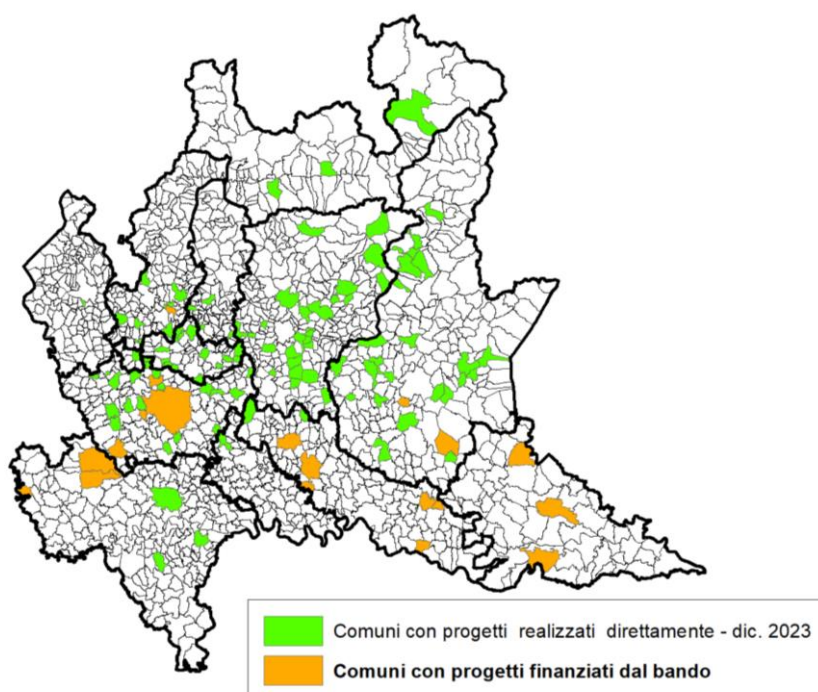 Comuni con progetti realizzati direttamente - dic. 2023
Comuni con progetti finanziati dal bando